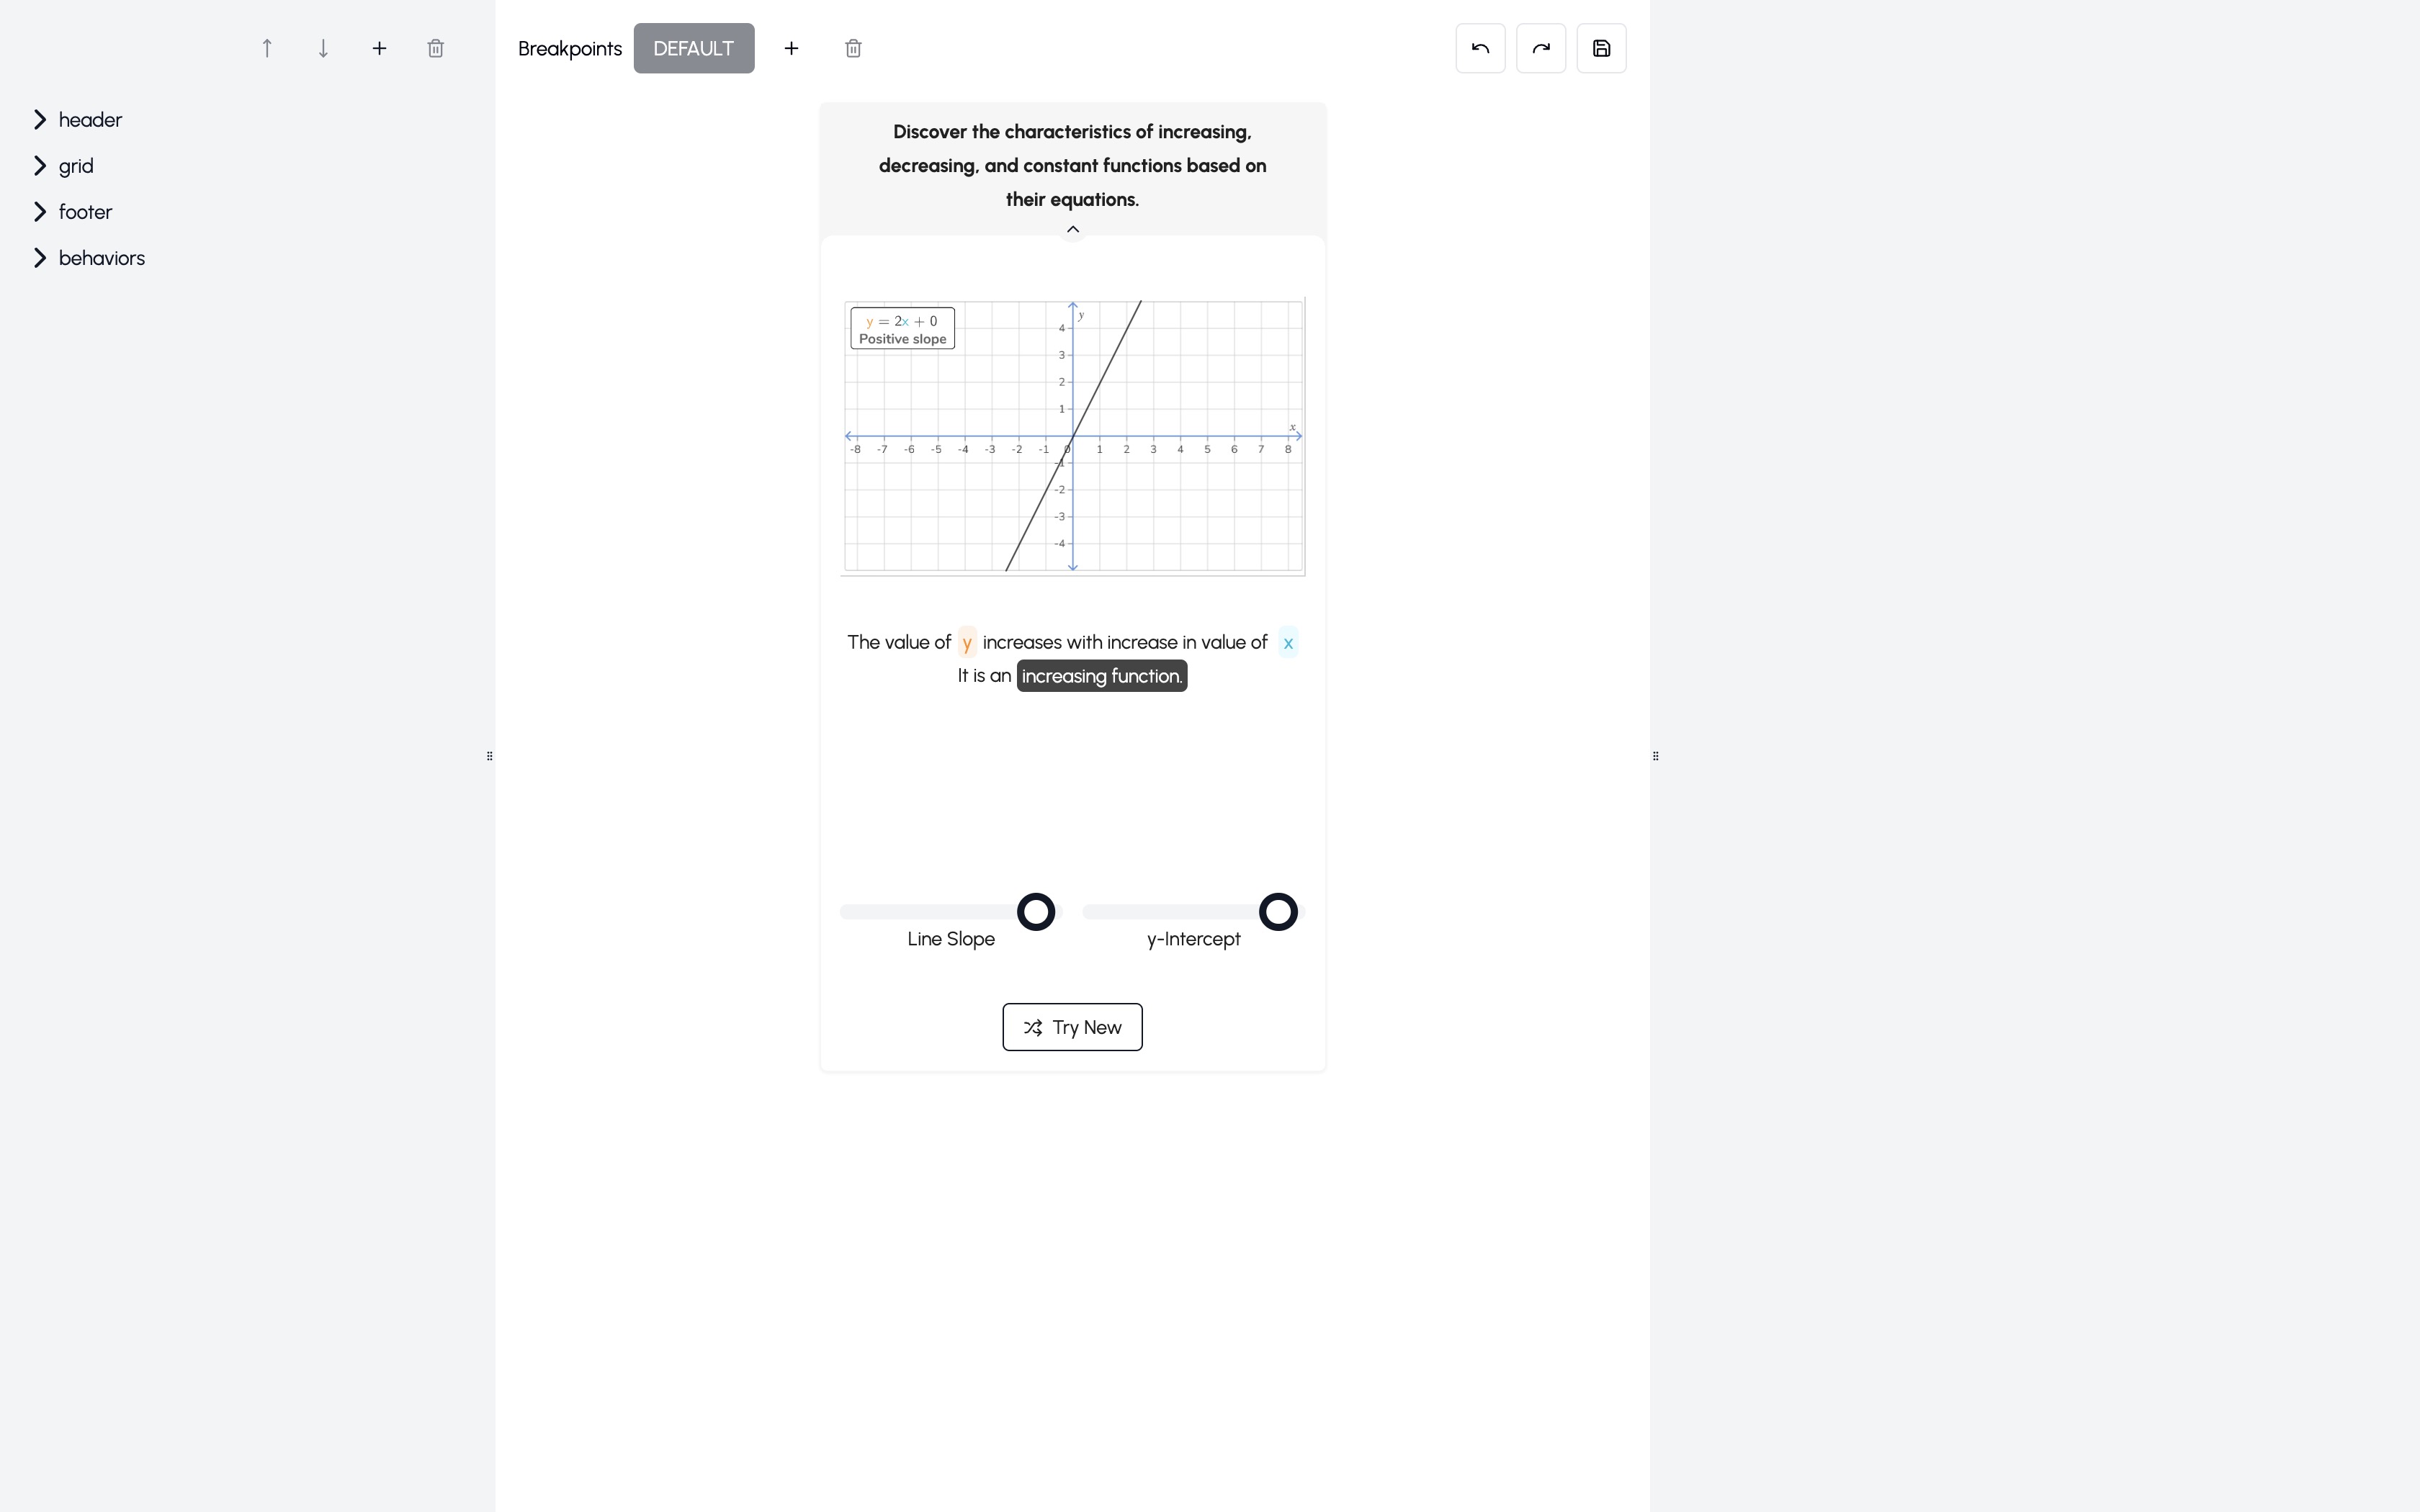 Breakpoints DEFAULT
header
grid
footer
behaviors
Discover the characteristics of increasing,
decreasing, and constant functions based on
their equations.
y = 2x + 0
Positive slope
y
4
3
2
1
x
-8 -7 -6 -5 -4 -3 -2 -1 0 1 2 3 4 5 6 7 8
-1
-2
-3
-4
The value of y increases with increase in value of x
It is an increasing function.
Line Slope y-Intercept
Try New